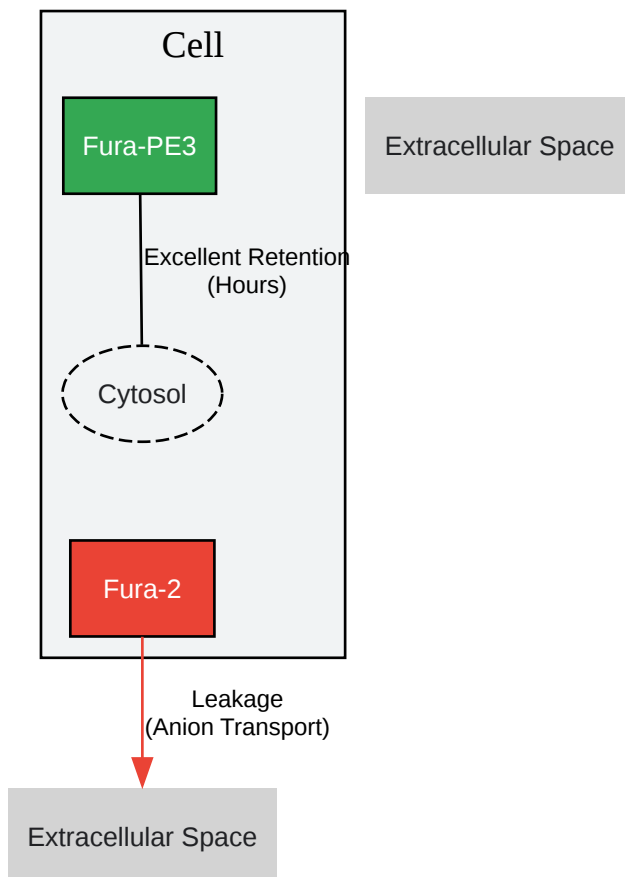 Cell
Fura-PE3
Extracellular Space
Excellent Retention
(Hours)
Cytosol
Fura-2
Leakage
(Anion Transport)
Extracellular Space